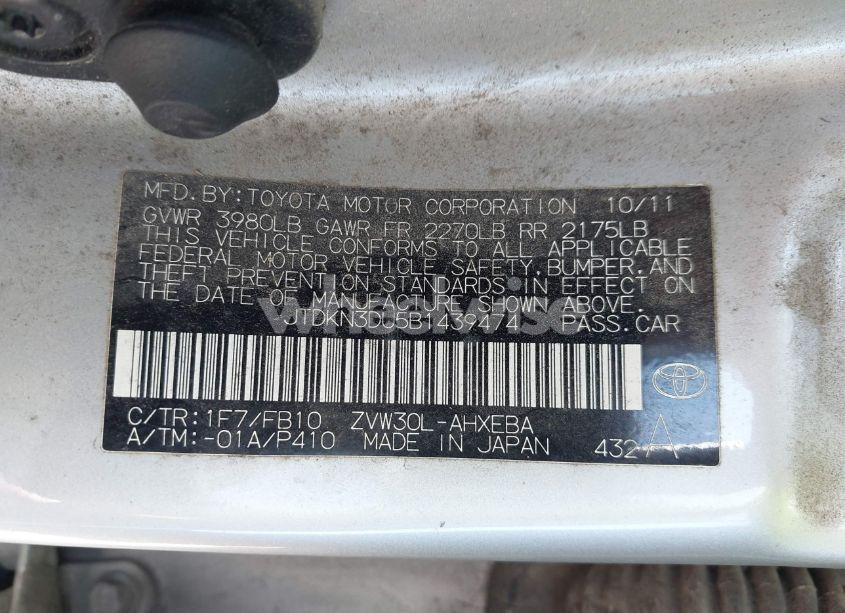 MFD. BY: TOYOTA MOTOR CORPORATION 10/11
GVWR 3980LB GAWR FR 2270LB RR 2175LB
THIS VEHICLE CONFORMS TO ALL APPLICABLE
FEDERAL MOTOR VEHICLE SAFETY, BUMPER, AND
THEFT PREVENTION STANDARDS IN EFFECT ON
THE DATE OF MANUFACTURE SHOWN ABOVE.
JTDKN3DU5B1439474 PASS. CAR
C/TR: 1F7/FB10 ZVW30L-AHXEBA
A/TM: -01A/P410 MADE IN JAPAN 432 A